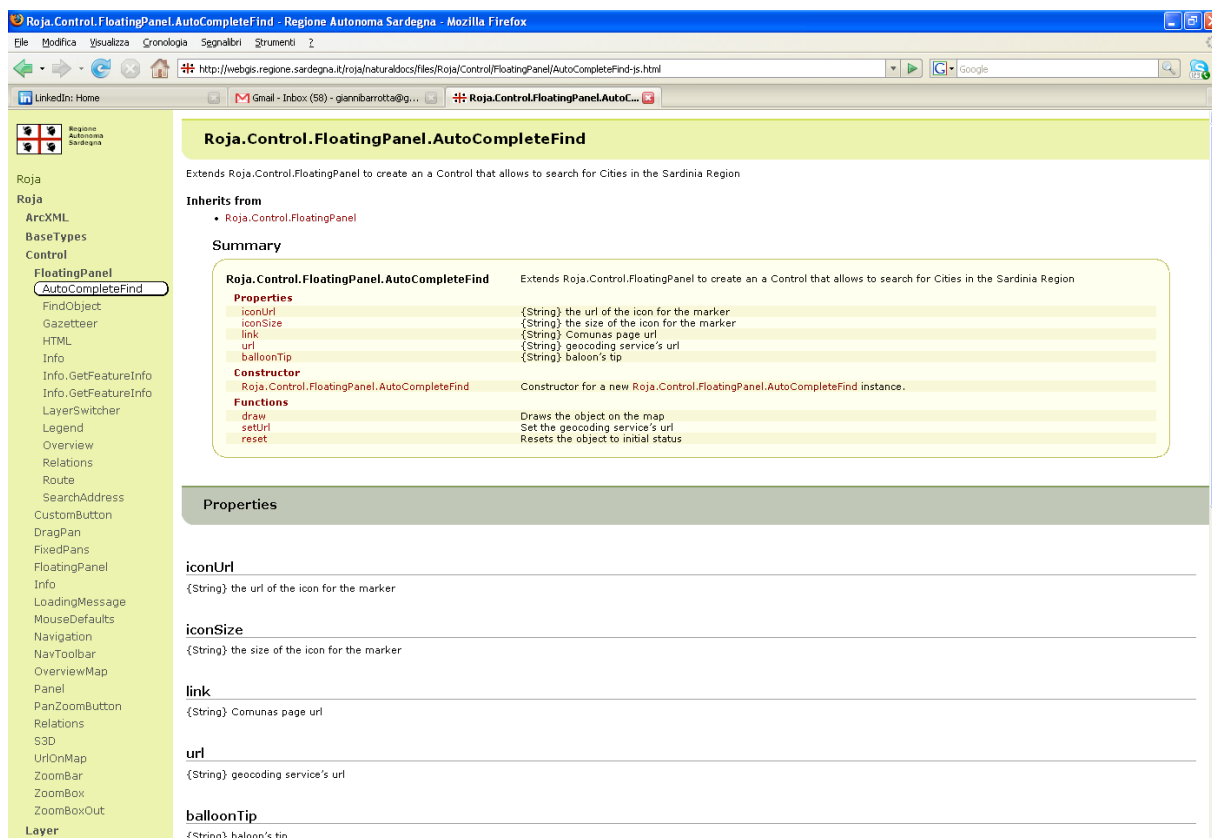 Roja.Control.FloatingPanel.AutoCompleteFind - Regione Autonoma Sardegna - Mozilla Firefox
File Modifica Visualizza Cronologia Segnalibri Strumenti ?
http://webgis.regione.sardegna.it/roja/naturaldocs/files/Roja/Control/FloatingPanel/AutoCompleteFind-js.html
Google
LinkedIn: Home
Gmail - Inbox (58) - giannibarrotta@g...
Roja.Control.FloatingPanel.AutoC...
Regione
Autonoma
Sardegna
Roja
Roja
ArcXML
BaseTypes
Control
FloatingPanel
AutoCompleteFind
FindObject
Gazetteer
HTML
Info
Info.GetFeatureInfo
Info.GetFeatureInfo
LayerSwitcher
Legend
Overview
Relations
Route
SearchAddress
CustomButton
DragPan
FixedPans
FloatingPanel
Info
LoadingMessage
MouseDefaults
Navigation
NavToolbar
OverviewMap
Panel
PanZoomButton
Relations
S3D
UrlOnMap
ZoomBar
ZoomBox
ZoomBoxOut
Layer
Roja.Control.FloatingPanel.AutoCompleteFind
Extends Roja.Control.FloatingPanel to create an a Control that allows to search for Cities in the Sardinia Region
Inherits from
• Roja.Control.FloatingPanel
Summary
Roja.Control.FloatingPanel.AutoCompleteFind Extends Roja.Control.FloatingPanel to create an a Control that allows to search for Cities in the Sardinia Region
Properties
iconUrl {String} the url of the icon for the marker
iconSize {String} the size of the icon for the marker
link {String} Comunas page url
url {String} geocoding service's url
balloonTip {String} baloon's tip
Constructor
Roja.Control.FloatingPanel.AutoCompleteFind Constructor for a new Roja.Control.FloatingPanel.AutoCompleteFind instance.
Functions
draw Draws the object on the map
setUrl Set the geocoding service's url
reset Resets the object to initial status
Properties
iconUrl
{String} the url of the icon for the marker
iconSize
{String} the size of the icon for the marker
link
{String} Comunas page url
url
{String} geocoding service's url
balloonTip
{String} baloon's tip